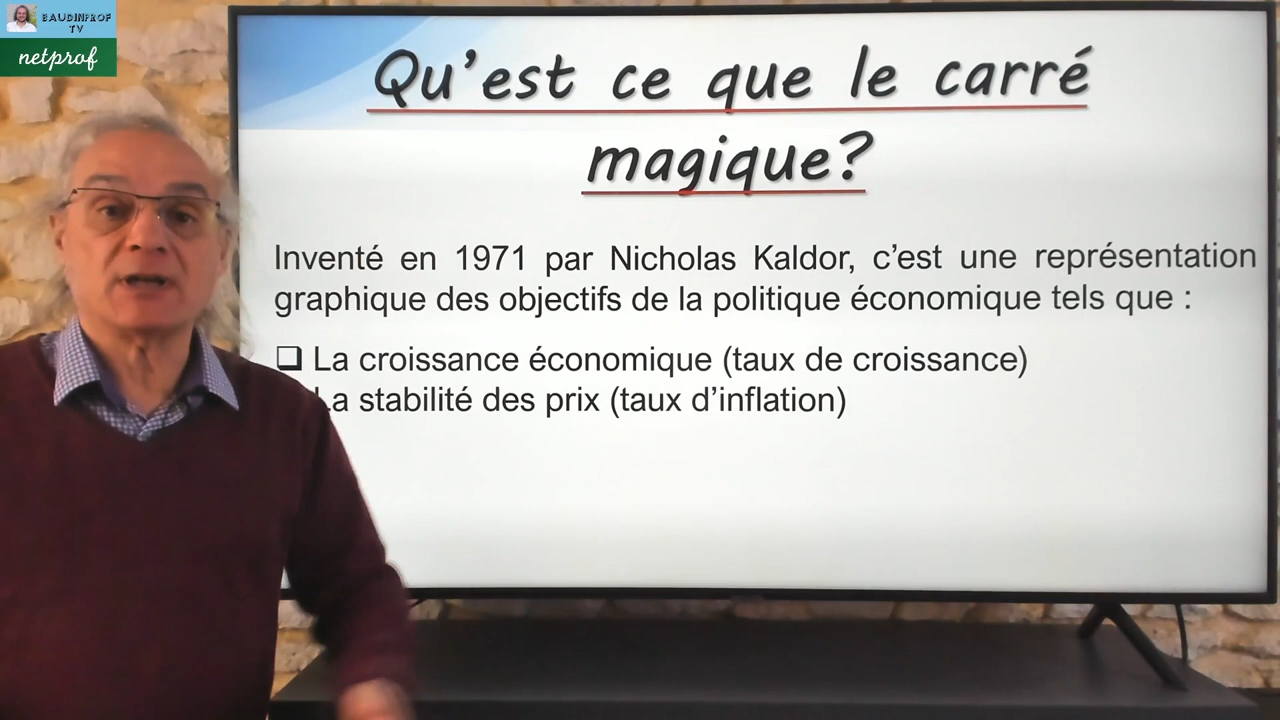 BAUDINPROF
TV
netprof
Qu'est ce que le carré
magique?
Inventé en 1971 par Nicholas Kaldor, c'est une représentation
graphique des objectifs de la politique économique tels que :
❑ La croissance économique (taux de croissance)
La stabilité des prix (taux d'inflation)